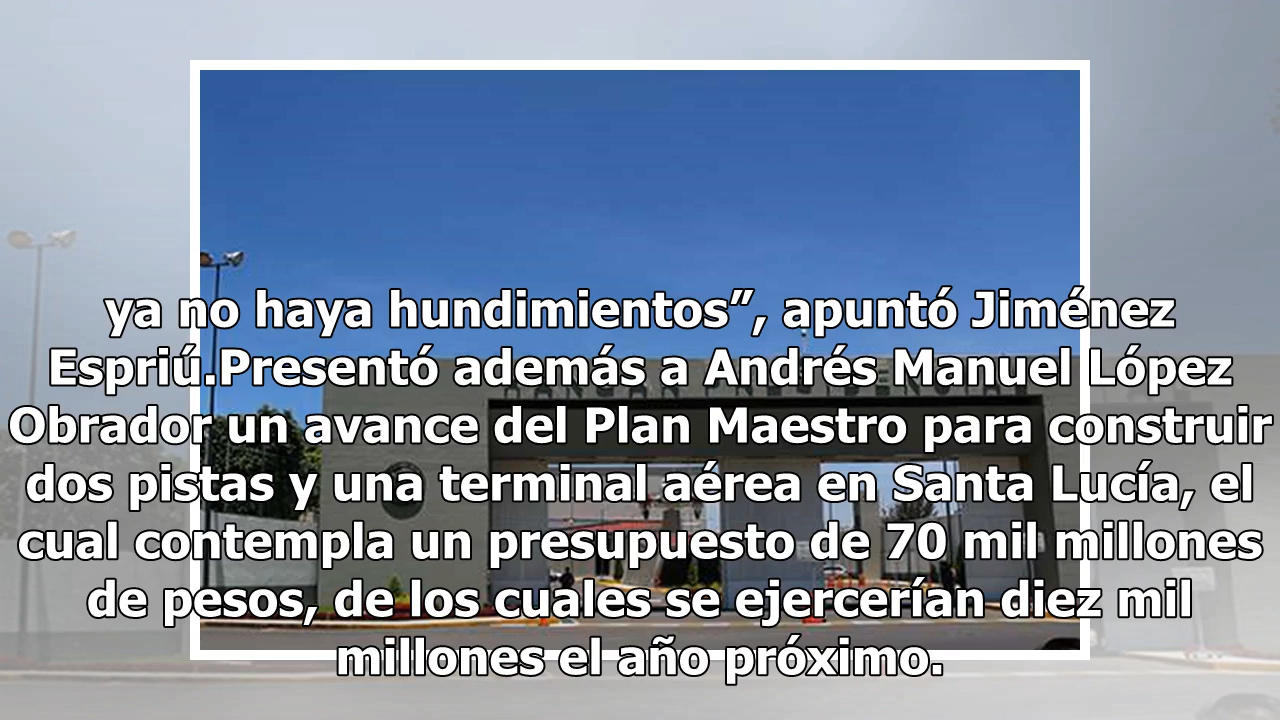 ya no haya hundimientos”, apuntó Jiménez
Espriú.Presentó además a Andrés Manuel López
Obrador un avance del Plan Maestro para construir
dos pistas y una terminal aérea en Santa Lucía, el
cual contempla un presupuesto de 70 mil millones
de pesos, de los cuales se ejercerían diez mil
millones el año próximo.